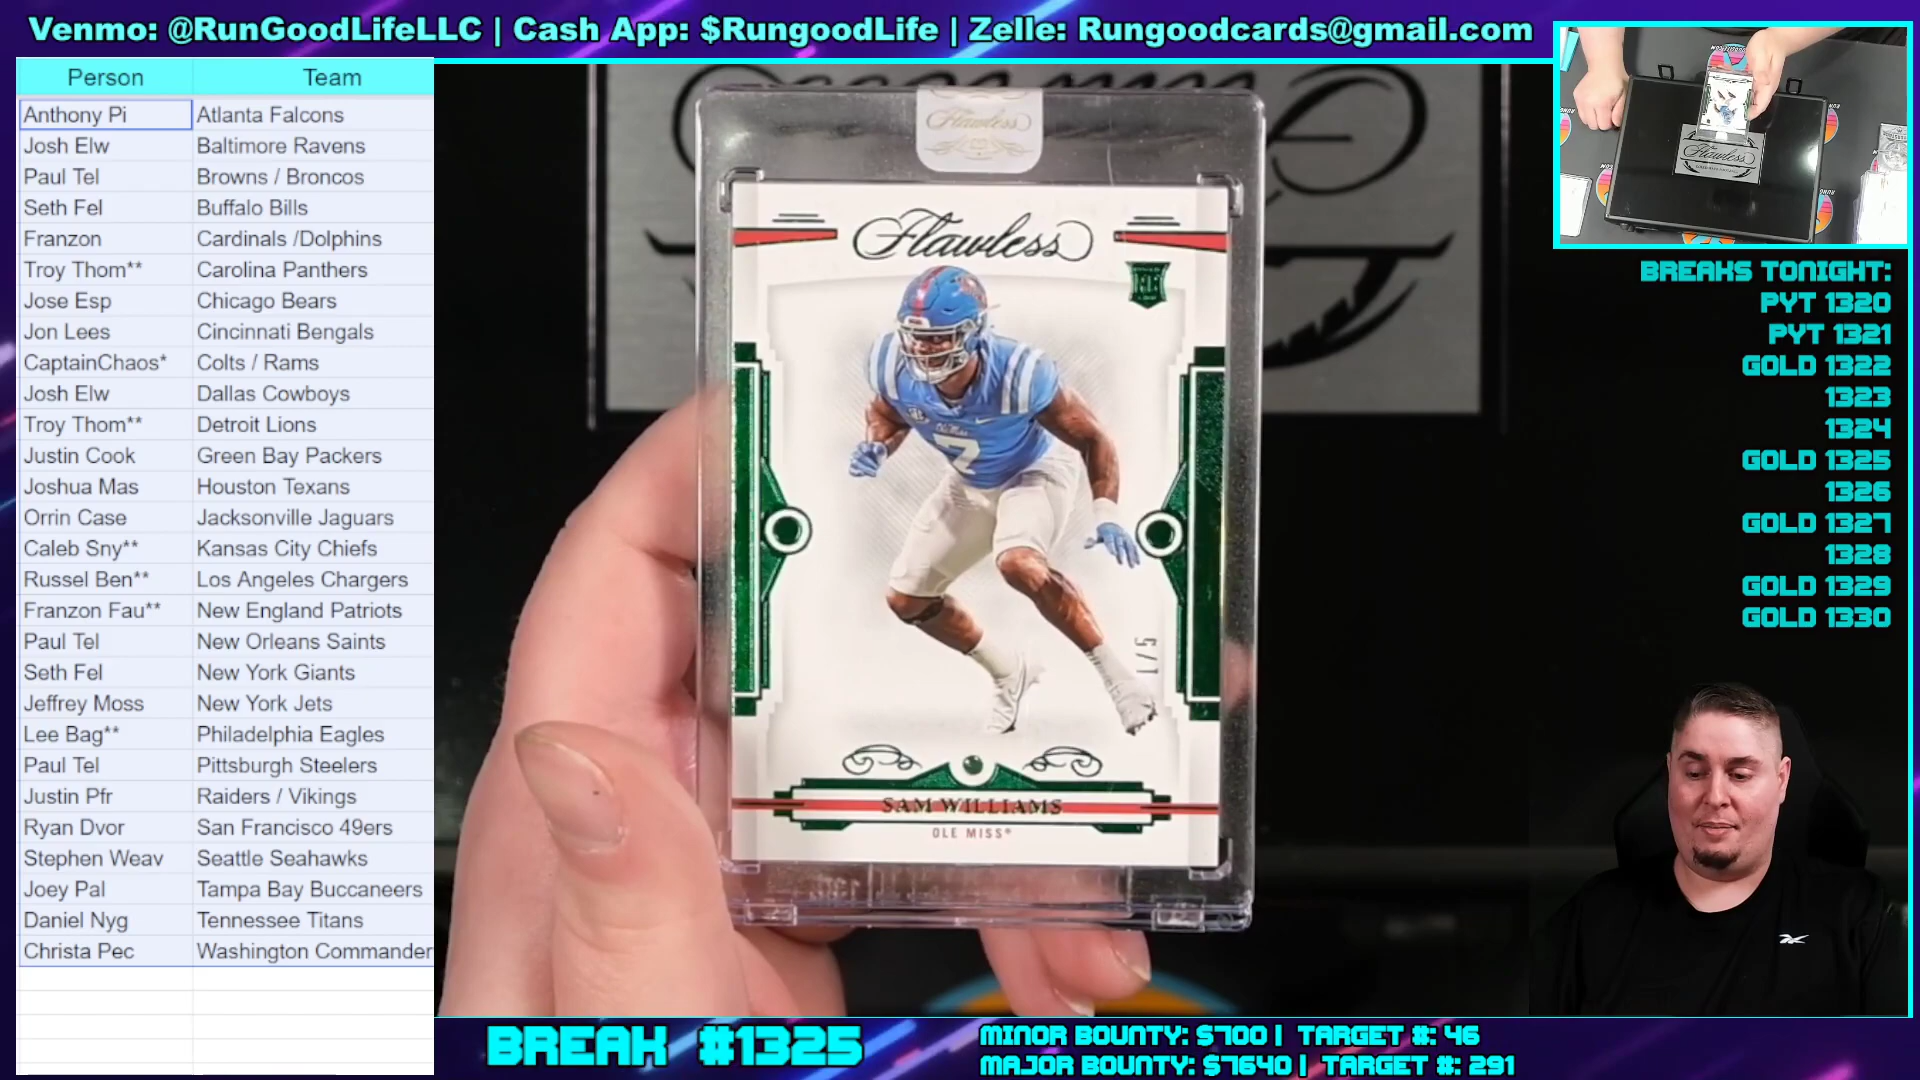 Venmo: @RunGoodLifeLLC | Cash App: $RungoodLife | Zelle: Rungoodcards@gmail.com
Person Team
Anthony Pi Atlanta Falcons
Josh Elw Baltimore Ravens
Paul Tel Browns / Broncos
Seth Fel Buffalo Bills
Franzon Cardinals /Dolphins
Troy Thom** Carolina Panthers
Jose Esp Chicago Bears
Jon Lees Cincinnati Bengals
CaptainChaos* Colts / Rams
Josh Elw Dallas Cowboys
Troy Thom** Detroit Lions
Justin Cook Green Bay Packers
Joshua Mas Houston Texans
Orrin Case Jacksonville Jaguars
Caleb Sny** Kansas City Chiefs
Russel Ben** Los Angeles Chargers
Franzon Fau** New England Patriots
Paul Tel New Orleans Saints
Seth Fel New York Giants
Jeffrey Moss New York Jets
Lee Bag** Philadelphia Eagles
Paul Tel Pittsburgh Steelers
Justin Pfr Raiders / Vikings
Ryan Dvor San Francisco 49ers
Stephen Weav Seattle Seahawks
Joey Pal Tampa Bay Buccaneers
Daniel Nyg Tennessee Titans
Christa Pec Washington Commander
Flawless
Flawless
Ole Miss
7
1/5
SAM WILLIAMS
OLE MISS
Flawless
BREAKS TONIGHT:
PYT 1320
PYT 1321
GOLD 1322
1323
1324
GOLD 1325
1326
GOLD 1327
1328
GOLD 1329
GOLD 1330
BREAK #1325
MINOR BOUNTY: $700 | TARGET #: 46
MAJOR BOUNTY: $7640 | TARGET #: 291